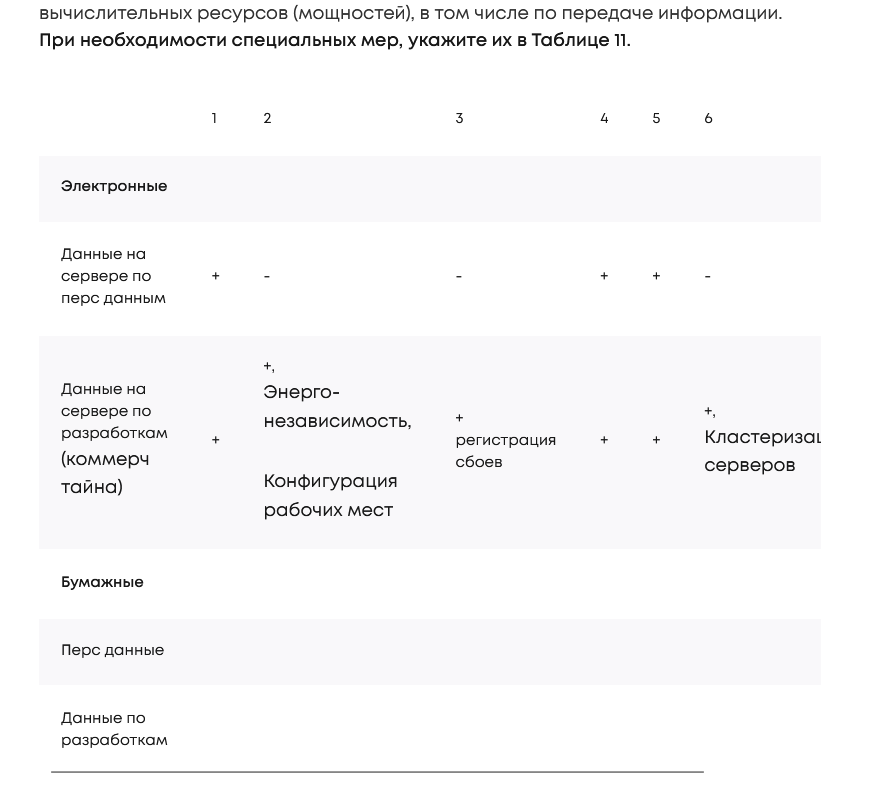 вычислительных ресурсов (мощностей), в том числе по передаче информации.
При необходимости специальных мер, укажите их в Таблице 11.
1 2 3 4 5 6
Электронные
Данные на
сервере по
перс данным
+ - - + + -
Данные на
сервере по
разработкам
(коммерч
тайна)
+
+,
Энерго-
независимость,
Конфигурация
рабочих мест
+
регистрация
сбоев
+ +
+,
Кластеризац
серверов
Бумажные
Перс данные
Данные по
разработкам